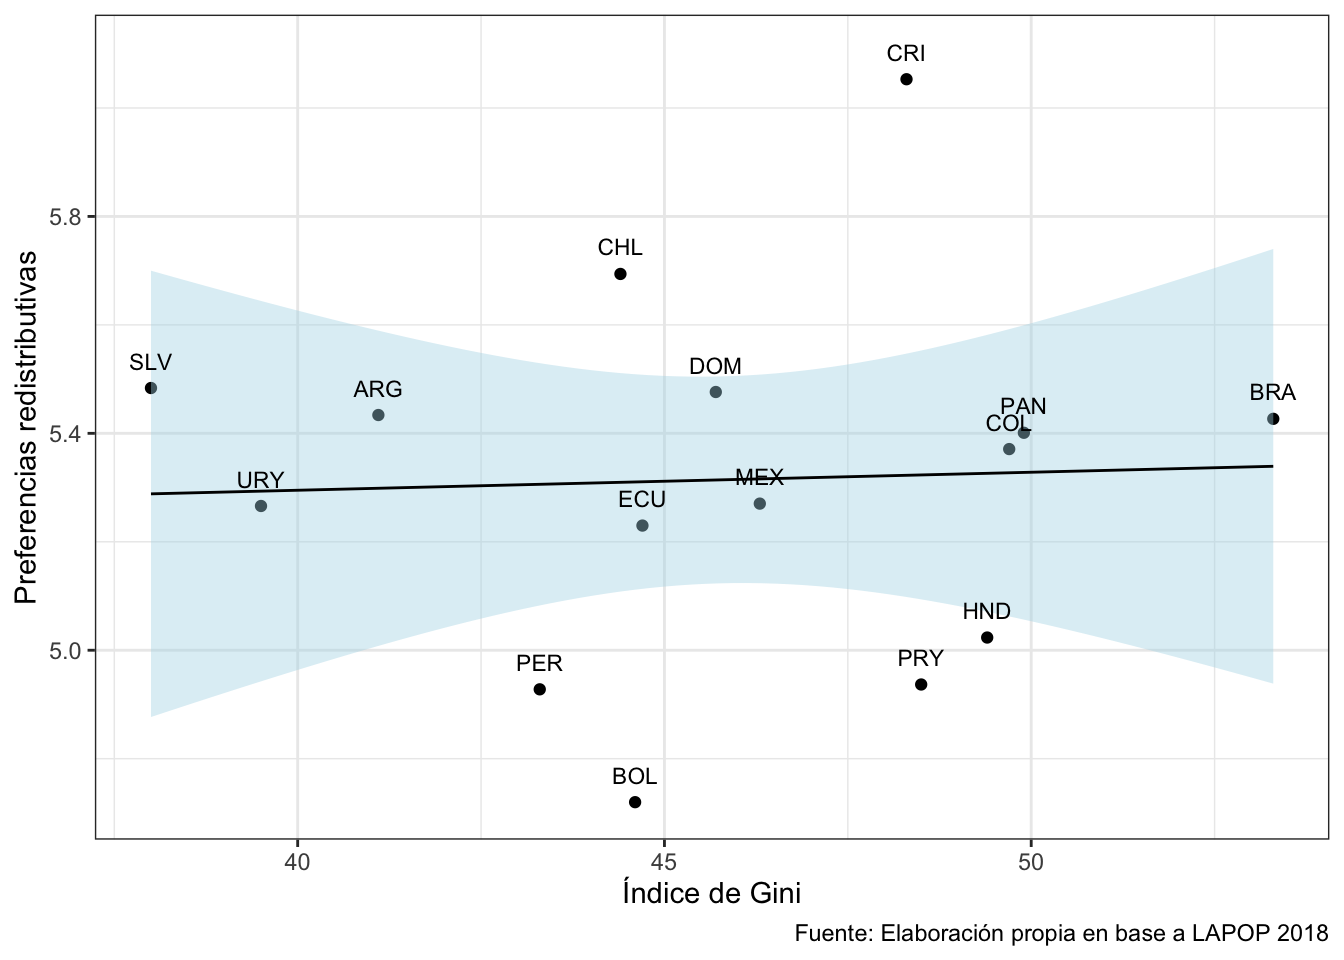 CRI
5.8
CHL
SLV
DOM
ARG
BRA
PAN
COL
5.4
URY
MEX
ECU
HND
5.0
PRY
PER
BOL
Preferencias redistributivas
40
45
50
Índice de Gini
Fuente: Elaboración propia en base a LAPOP 2018